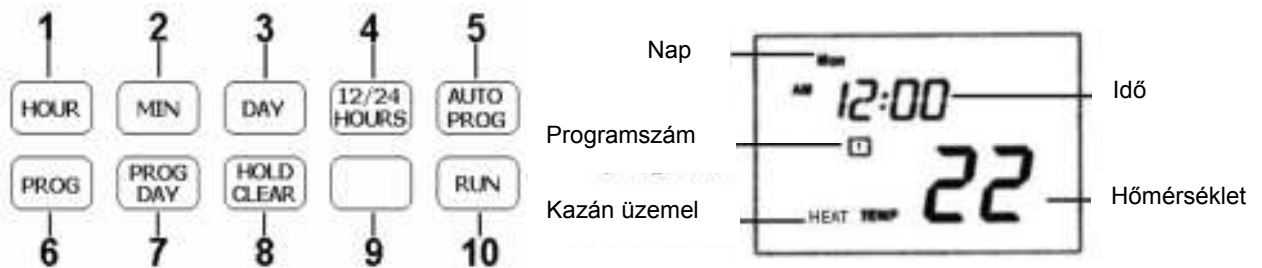 1 2 3 4 5
HOUR MIN DAY 12/24 HOURS AUTO PROG
PROG PROG DAY HOLD CLEAR RUN
6 7 8 9 10
Nap
Mon
AM 12:00
Idő
Programszám
1
22
Hőmérséklet
Kazán üzemel
HEAT TEMP